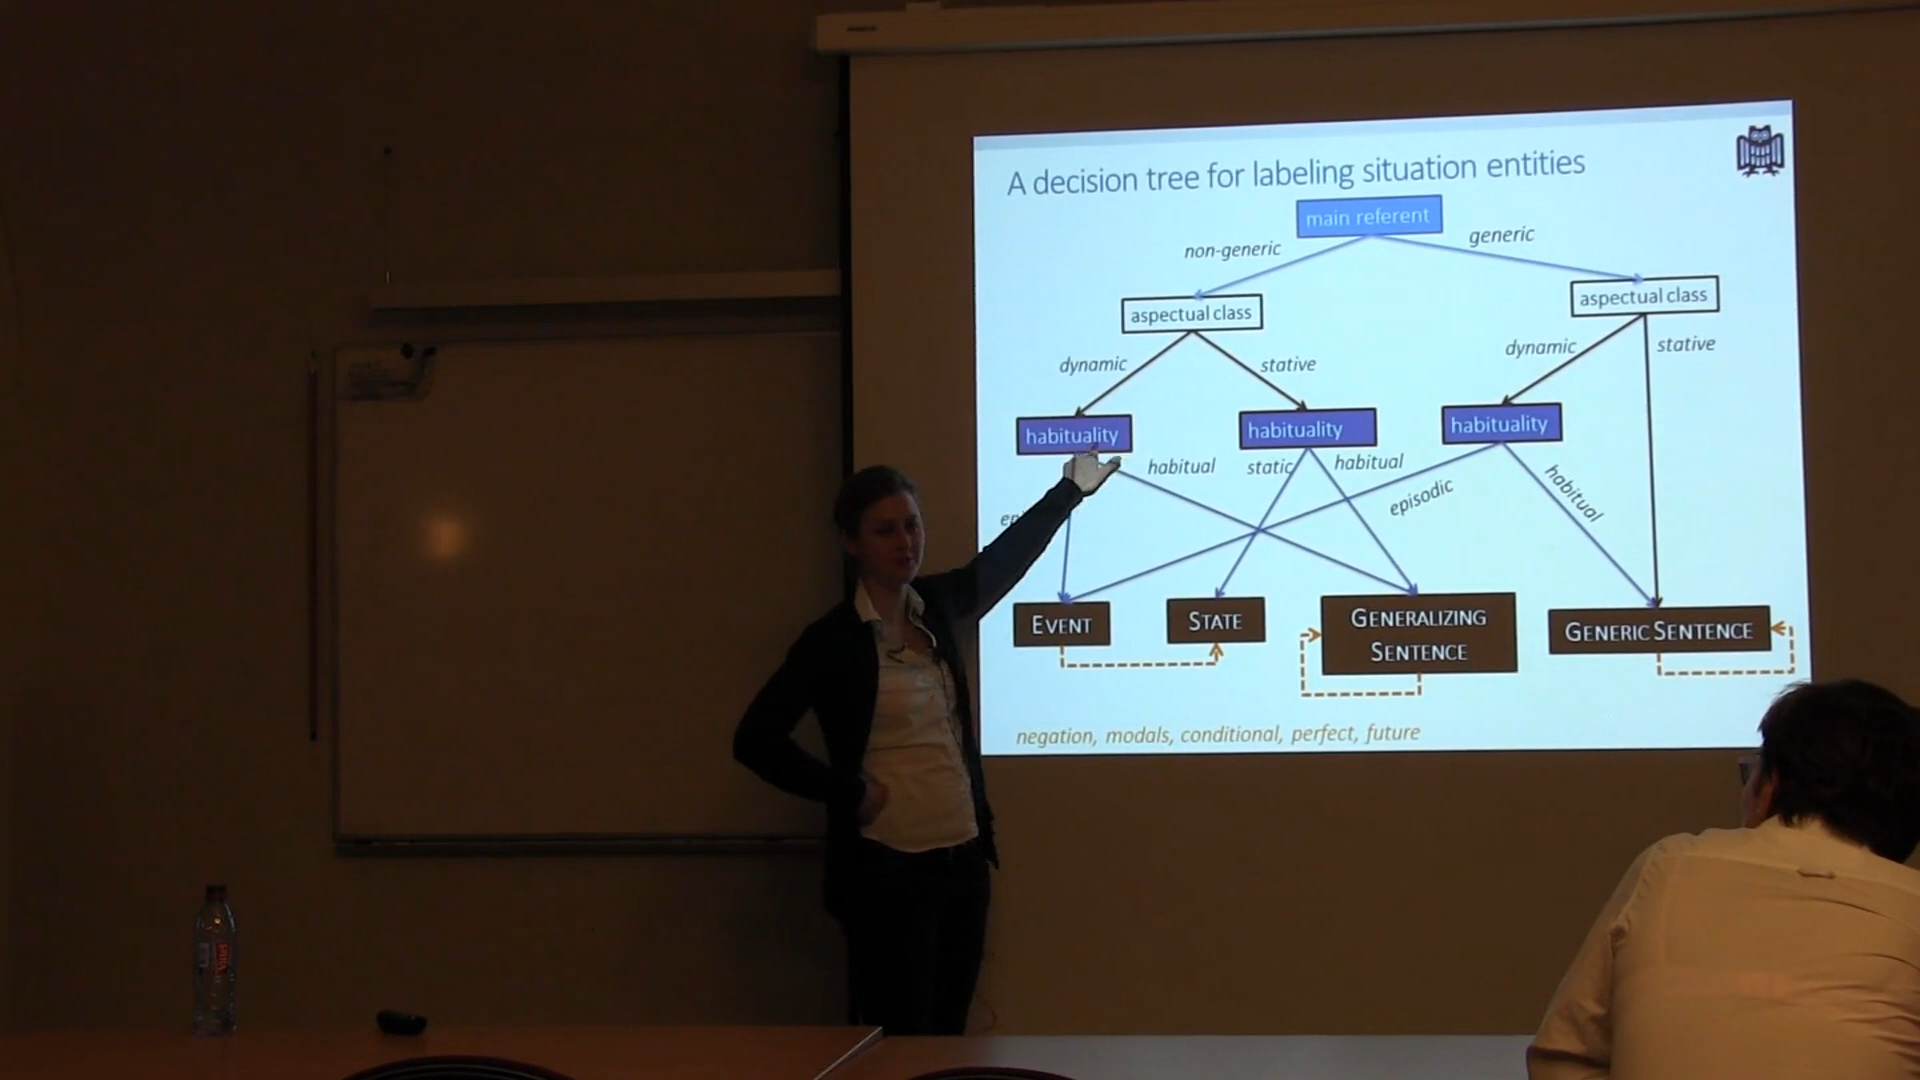 A decision tree for labeling situation entities
main referent
non-generic
generic
aspectual class
aspectual class
dynamic
stative
dynamic
stative
habituality
habituality
habituality
habitual
static
habitual
episodic
habitual
EVENT
STATE
GENERALIZING
SENTENCE
GENERIC SENTENCE
negation, modals, conditional, perfect, future
Vittel